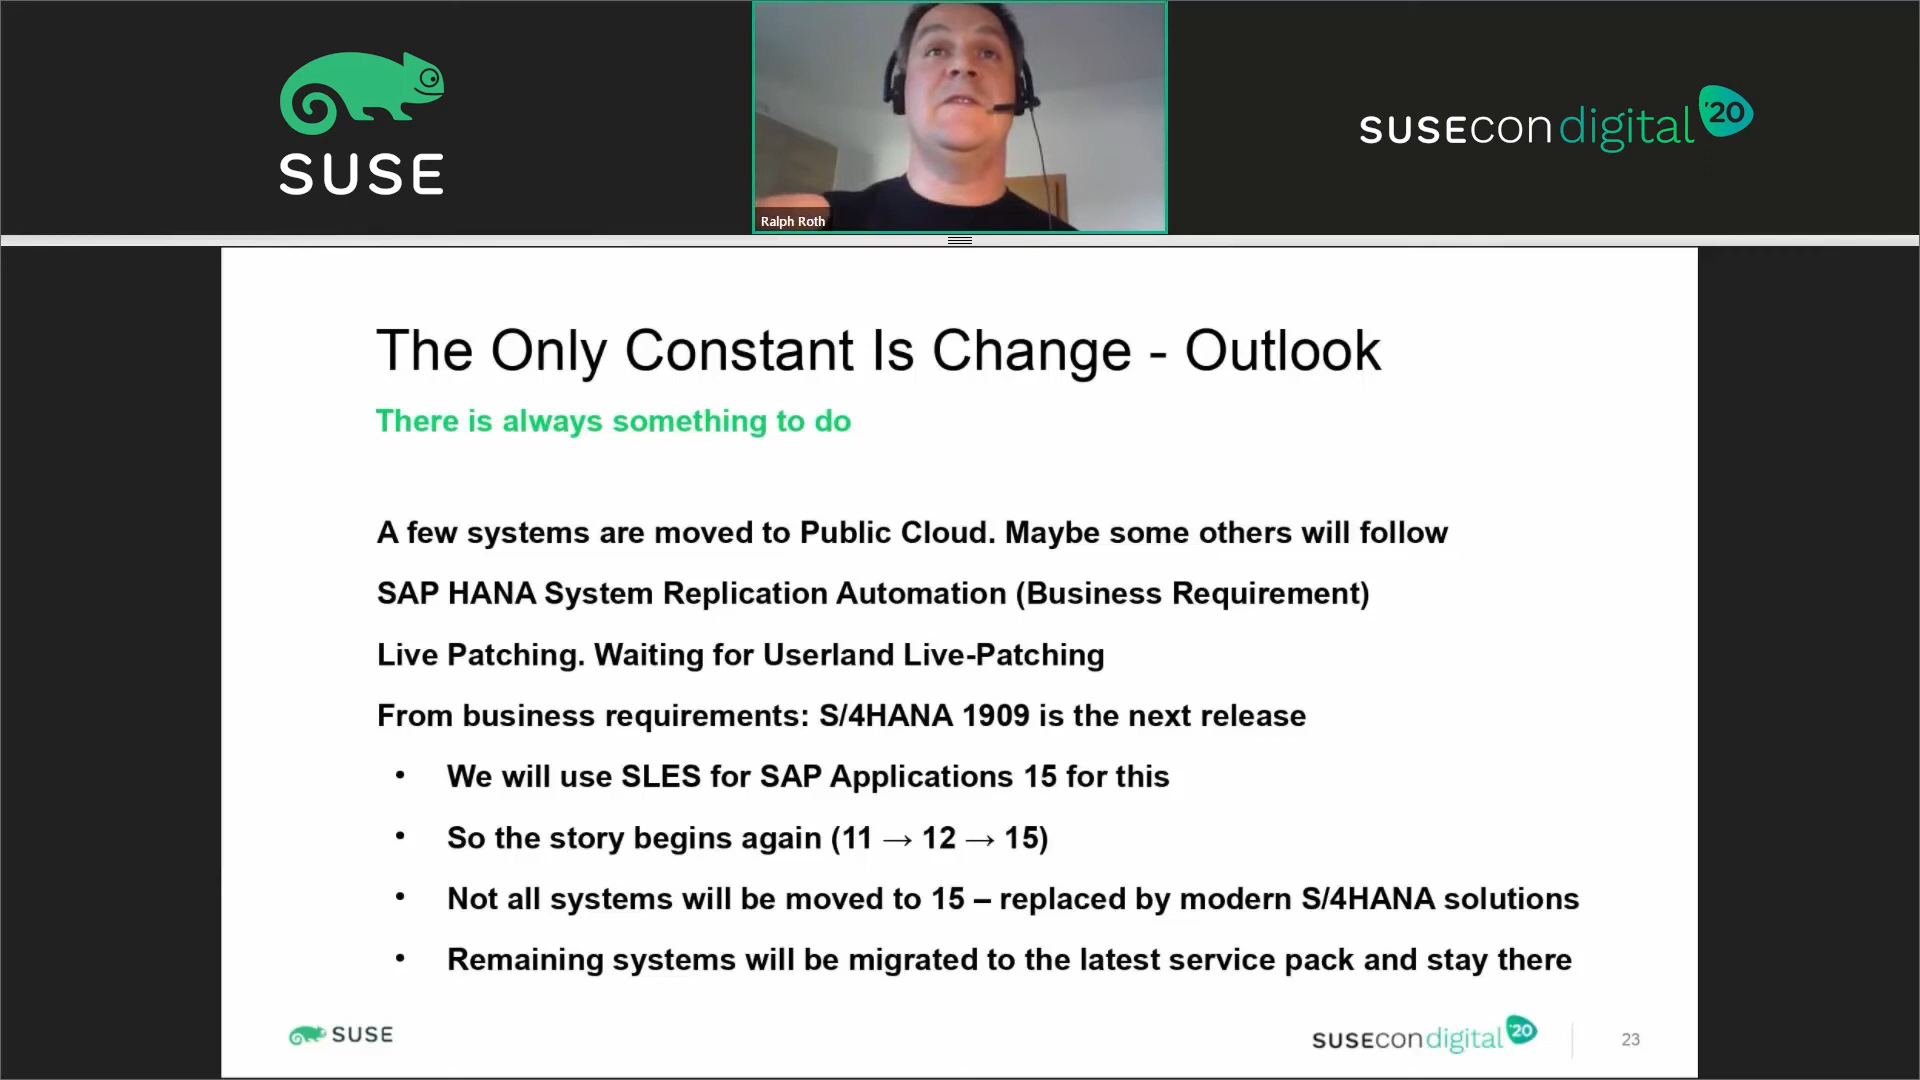 SUSE
Ralph Roth
SUSEcon digital '20
The Only Constant Is Change - Outlook
There is always something to do
A few systems are moved to Public Cloud. Maybe some others will follow
SAP HANA System Replication Automation (Business Requirement)
Live Patching. Waiting for Userland Live-Patching
From business requirements: S/4HANA 1909 is the next release
• We will use SLES for SAP Applications 15 for this
• So the story begins again (11 → 12 → 15)
• Not all systems will be moved to 15 – replaced by modern S/4HANA solutions
• Remaining systems will be migrated to the latest service pack and stay there
SUSE
SUSEcon digital '20
23